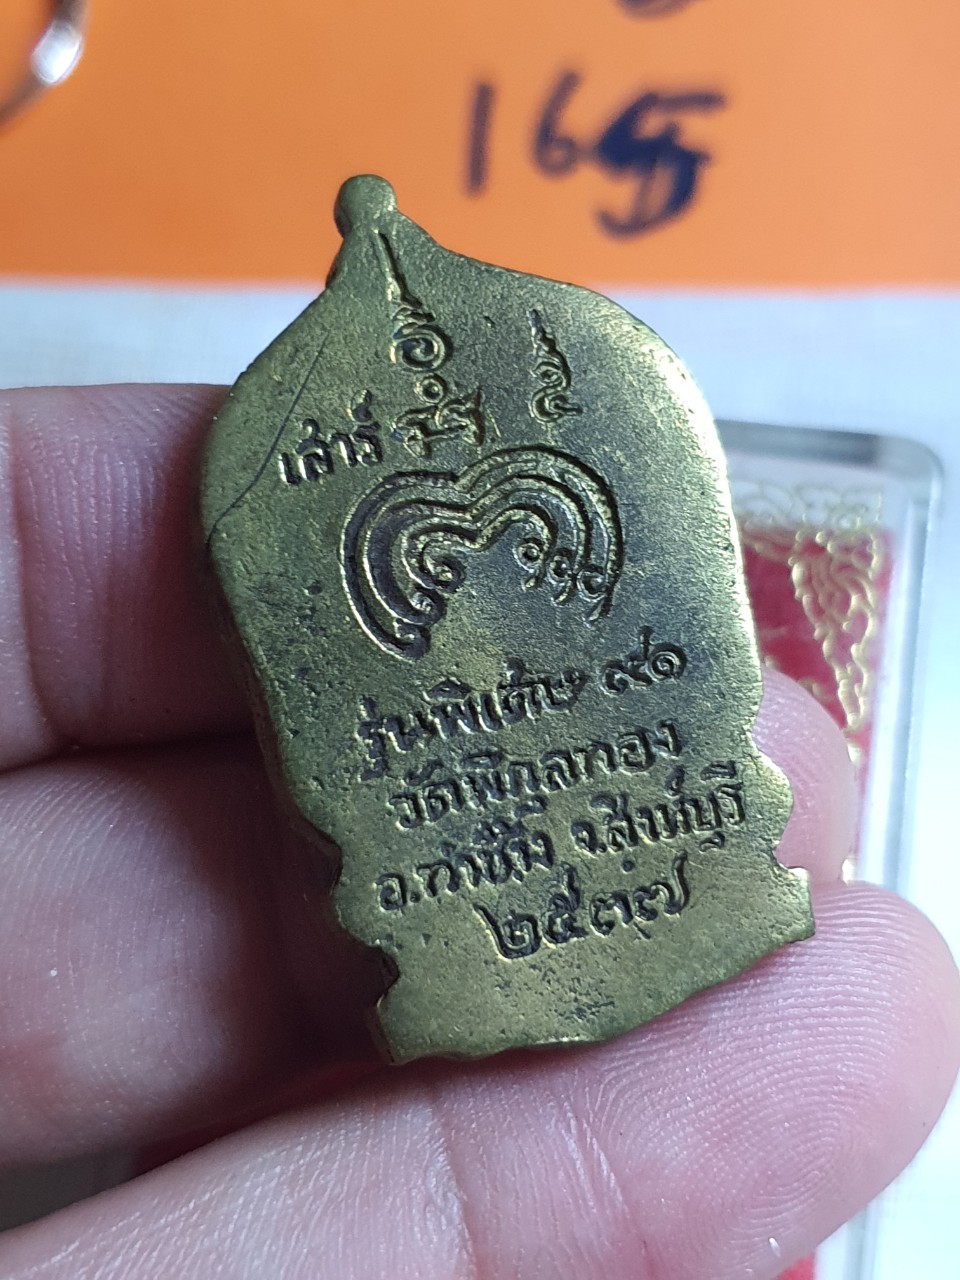 16
เสาร์ ๕
รุ่นพิเศษ ๙๑
วัดพิกุลทอง
อ.ท่าช้าง จ.สิงห์บุรี
๒๕๓๗